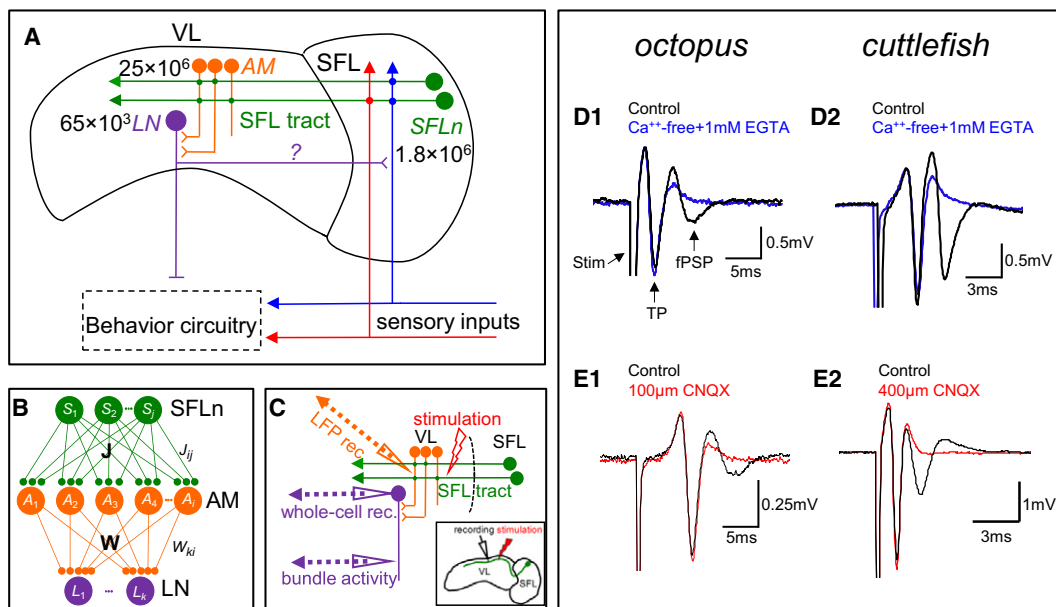 A
VL
25×10⁶
AM
SFL
65×10³ LN
SFL tract
SFLn
?
1.8×10⁶
Behavior circuitry
sensory inputs
B
S₁ S₂ ··· Sⱼ SFLn
J
Jᵢⱼ
A₁ A₂ A₃ A₄ ··· Aᵢ AM
W
wₖᵢ
L₁ ··· Lₖ LN
C
LFP rec.
VL
stimulation
SFL
SFL tract
whole-cell rec.
bundle activity
recording stimulation
VL
SFL
octopus
cuttlefish
D1
Control
Ca⁺⁺-free+1mM EGTA
Stim
TP
fPSP
0.5mV
5ms
D2
Control
Ca⁺⁺-free+1mM EGTA
0.5mV
3ms
E1
Control
100µm CNQX
0.25mV
5ms
E2
Control
400µm CNQX
1mV
3ms